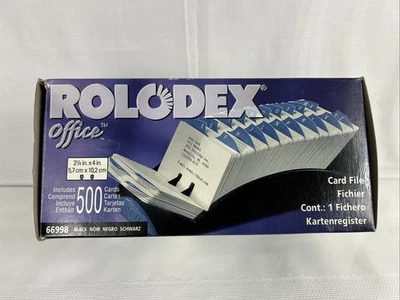 ROLODEX
Office™
2¼ in. x 4 in.
5,7 cm x 10,2 cm
Includes
Comprend
Incluye
Enthält
500
Cards
Cartes
Tarjetas
Karten
66998 BLACK NOIR NEGRO SCHWARZ
Card File
Fichier
Cont.: 1 Fichero
Kartenregister